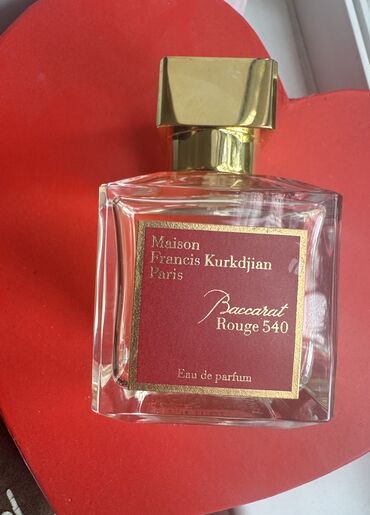 Maison
Francis Kurkdjian
Paris
Baccarat
Rouge 540
Eau de parfum